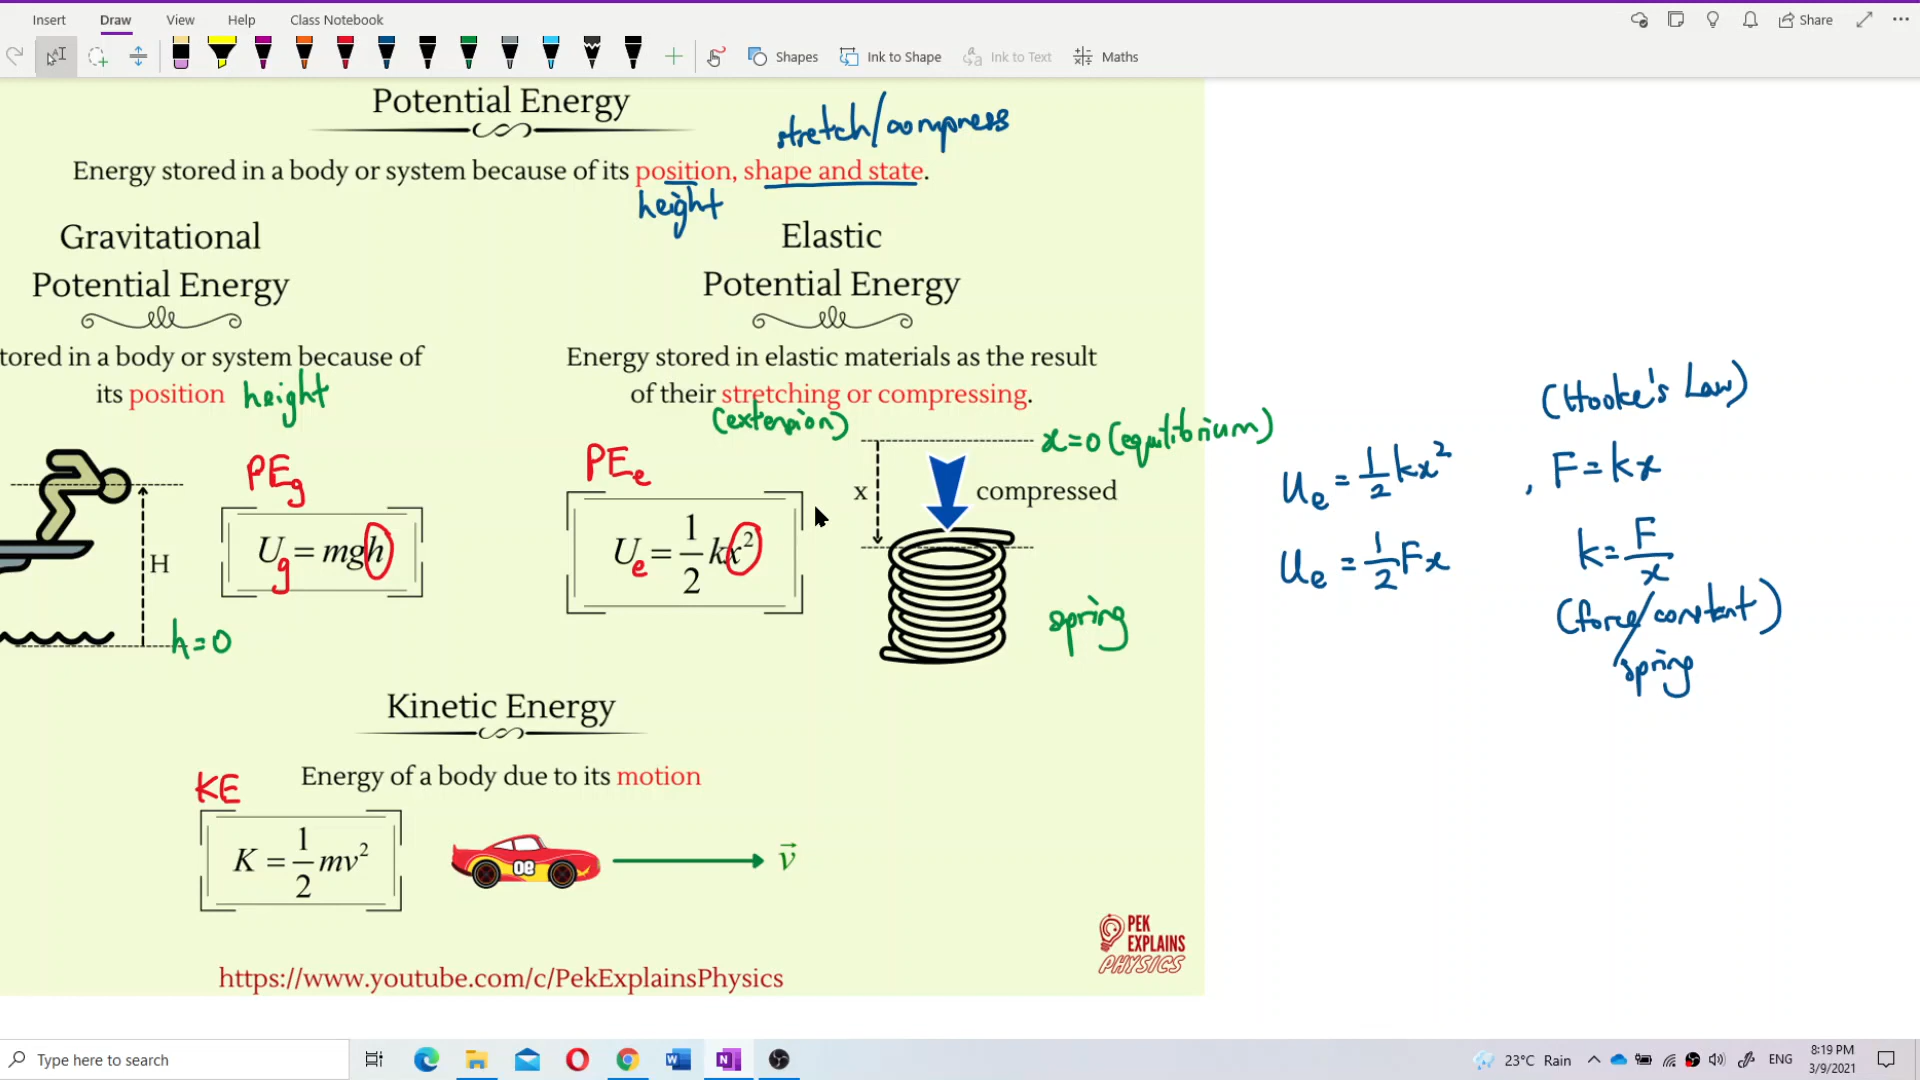 Insert Draw View Help Class Notebook Share
Shapes Ink to Shape Ink to Text Maths
Potential Energy
stretch/compress
Energy stored in a body or system because of its position, shape and state.
height
Gravitational
Potential Energy
tored in a body or system because of
its position height
PEg
Ug = mgh
H
h=0
Elastic
Potential Energy
Energy stored in elastic materials as the result
of their stretching or compressing.
(extension)
x=0 (equilibrium)
PEe
Ue = 1/2 kx²
x
compressed
spring
(Hooke's Law)
Ue = 1/2 kx² , F=kx
Ue = 1/2 Fx
k= F/x
(force/constant)
spring
Kinetic Energy
KE
Energy of a body due to its motion
K = 1/2 mv²
90
v
PEK
EXPLAINS
PHYSICS
https://www.youtube.com/c/PekExplainsPhysics
Type here to search
23°C Rain
ENG
8:19 PM
3/9/2021